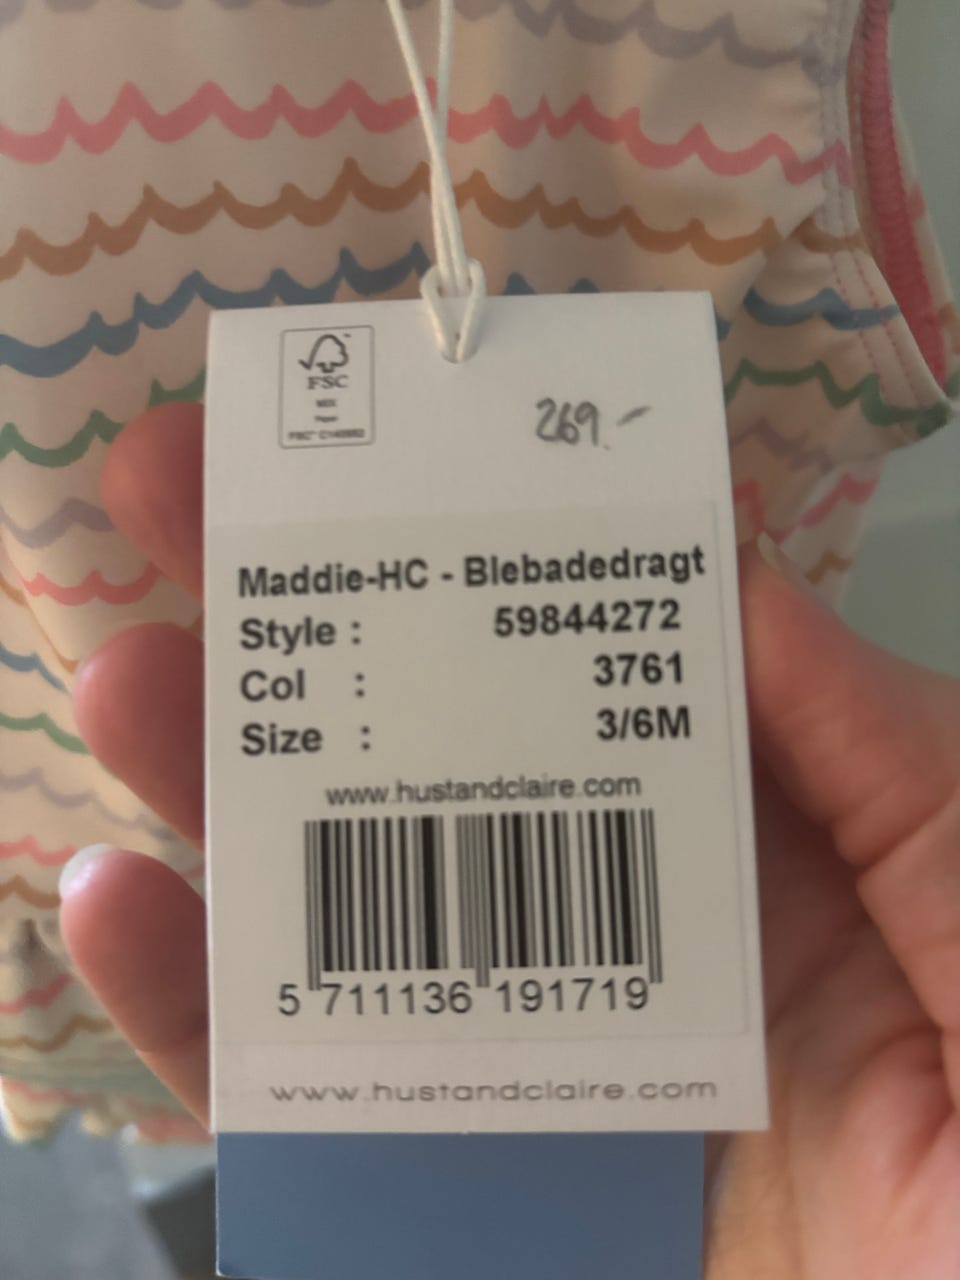 FSC
269.-
Maddie-HC - Blebadedragt
Style : 59844272
Col : 3761
Size : 3/6M
www.hustandclaire.com
5 711136 191719
www.hustandclaire.com